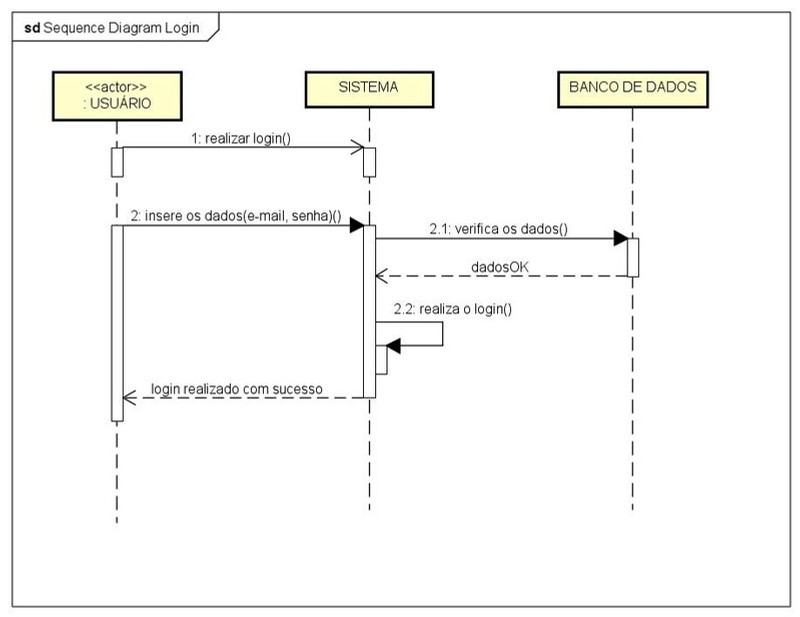 sd Sequence Diagram Login
<<actor>>
: USUÁRIO
SISTEMA
BANCO DE DADOS
1: realizar login()
2: insere os dados(e-mail, senha)()
2.1: verifica os dados()
dadosOK
2.2: realiza o login()
login realizado com sucesso